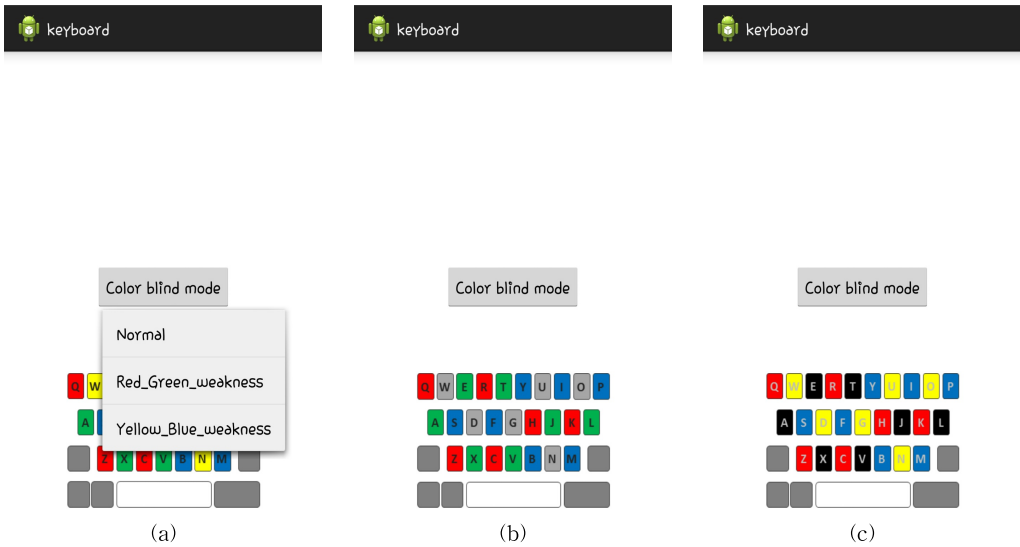 keyboard
Color blind mode
Normal
Red_Green_weakness
Yellow_Blue_weakness
Q W
A
Z X C V B N M
(a)
keyboard
Color blind mode
Q W E R T Y U I O P
A S D F G H J K L
Z X C V B N M
(b)
keyboard
Color blind mode
Q W E R T Y U I O P
A S D F G H J K L
Z X C V B N M
(c)